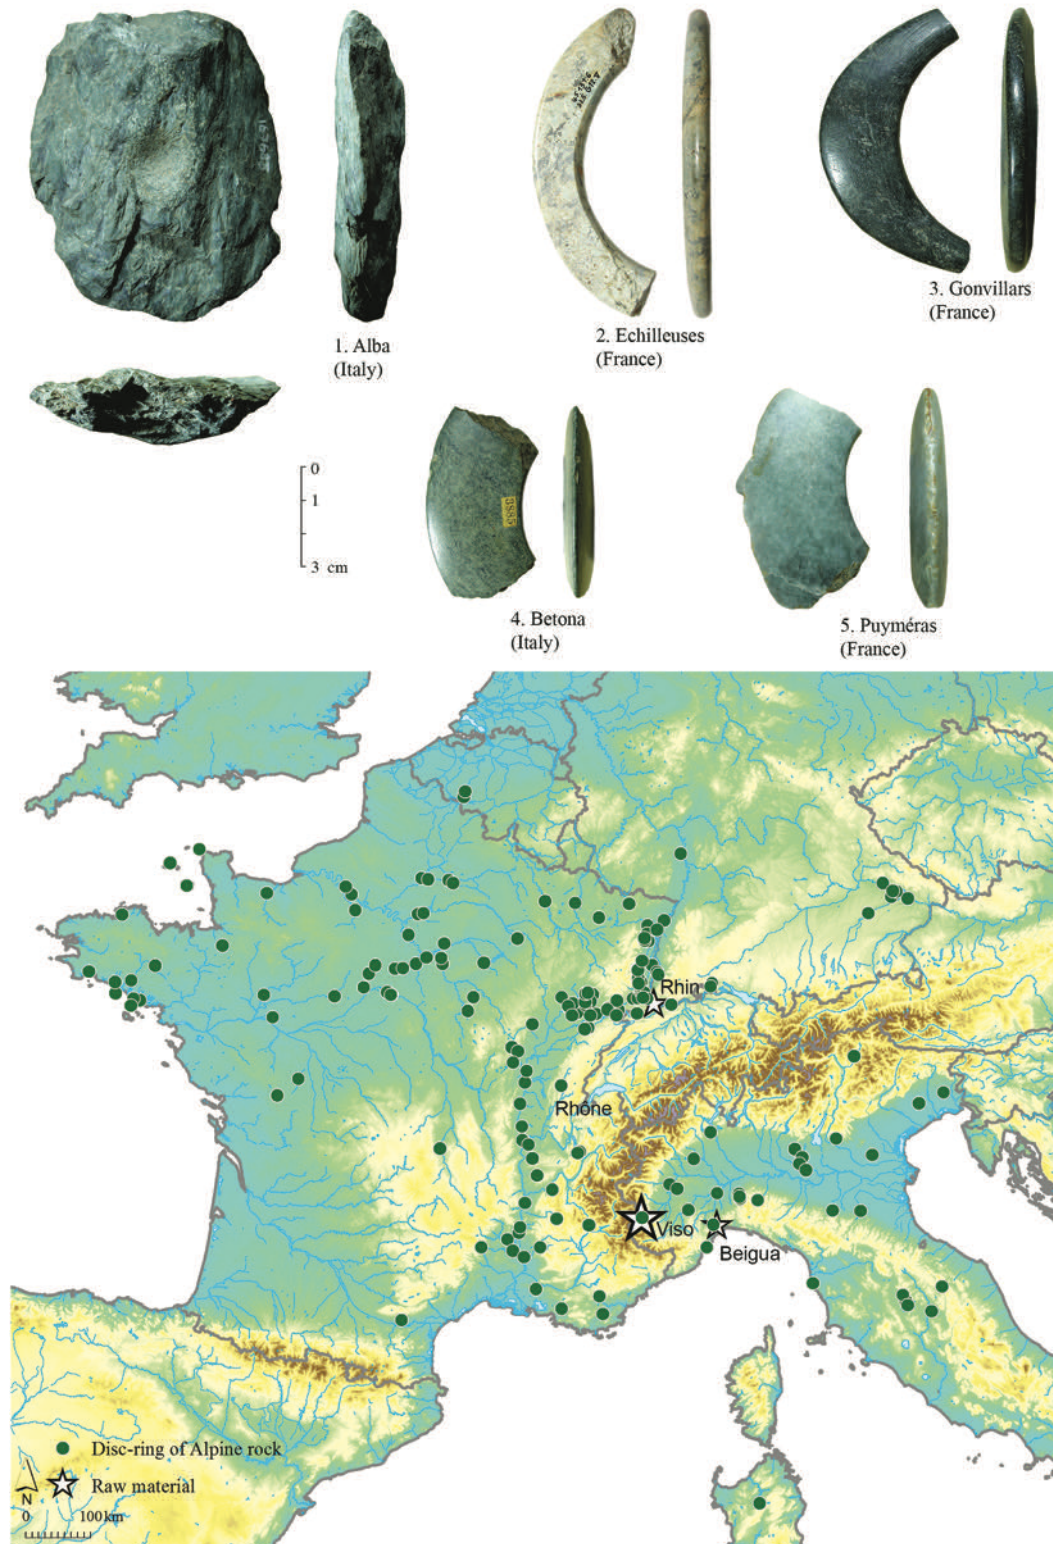 1. Alba
(Italy)
2. Echilleuses
(France)
3. Gonvillars
(France)
0
1
3 cm
4. Betona
(Italy)
5. Puyméras
(France)
Rhin
Rhône
Viso
Beigua
Disc-ring of Alpine rock
Raw material
N
0 100km